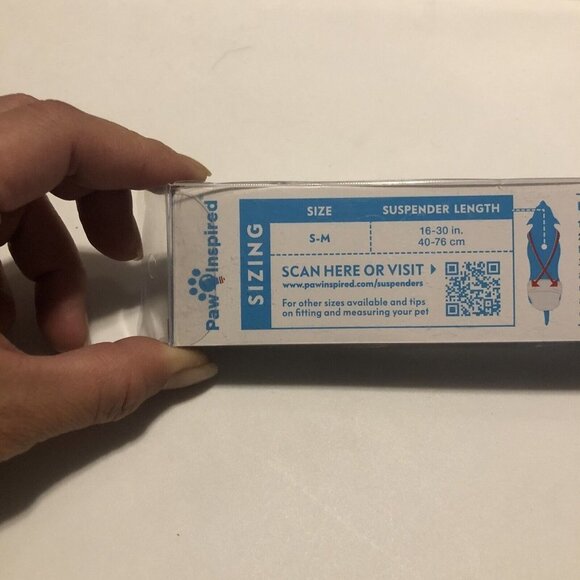 Paw Inspired
SIZING
SIZE SUSPENDER LENGTH
S-M 16-30 in.
40-76 cm
SCAN HERE OR VISIT
www.pawinspired.com/suspenders
For other sizes available and tips
on fitting and measuring your pet